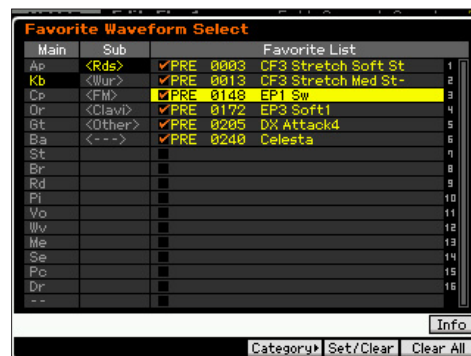 Favorite Waveform Select
Main Sub Favorite List
Ap <Rds> ✔PRE 0003 CF3 Stretch Soft St 1
Kb <Wur> ✔PRE 0013 CF3 Stretch Med St- 2
Cp <FM> ✔PRE 0148 EP1 Sw 3
Or <Clavi> ✔PRE 0172 EP3 Soft1 4
Gt <Other> ✔PRE 0205 DX Attack4 5
Ba <---> ✔PRE 0240 Celesta 6
St 7
Br 8
Rd 9
Pi 10
Vo 11
Wv 12
Me 13
Se 14
Pc 15
Dr 16
--
Info
Category▸ Set/Clear Clear All